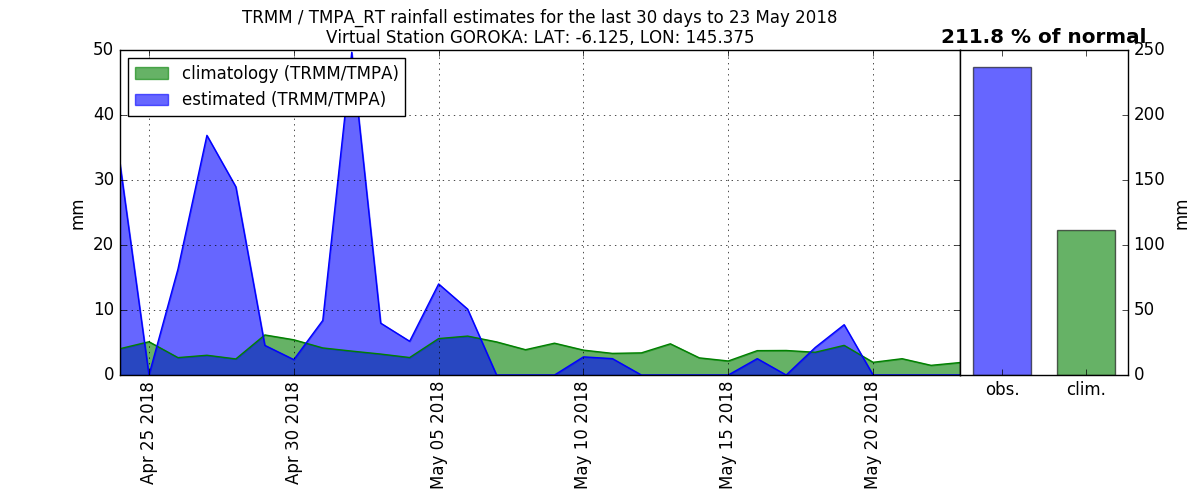 TRMM / TMPA_RT rainfall estimates for the last 30 days to 23 May 2018
Virtual Station GOROKA: LAT: -6.125, LON: 145.375
211.8 % of normal
climatology (TRMM/TMPA)
estimated (TRMM/TMPA)
mm
50
40
30
20
10
0
Apr 25 2018
Apr 30 2018
May 05 2018
May 10 2018
May 15 2018
May 20 2018
obs.
clim.
250
200
150
100
50
0
mm